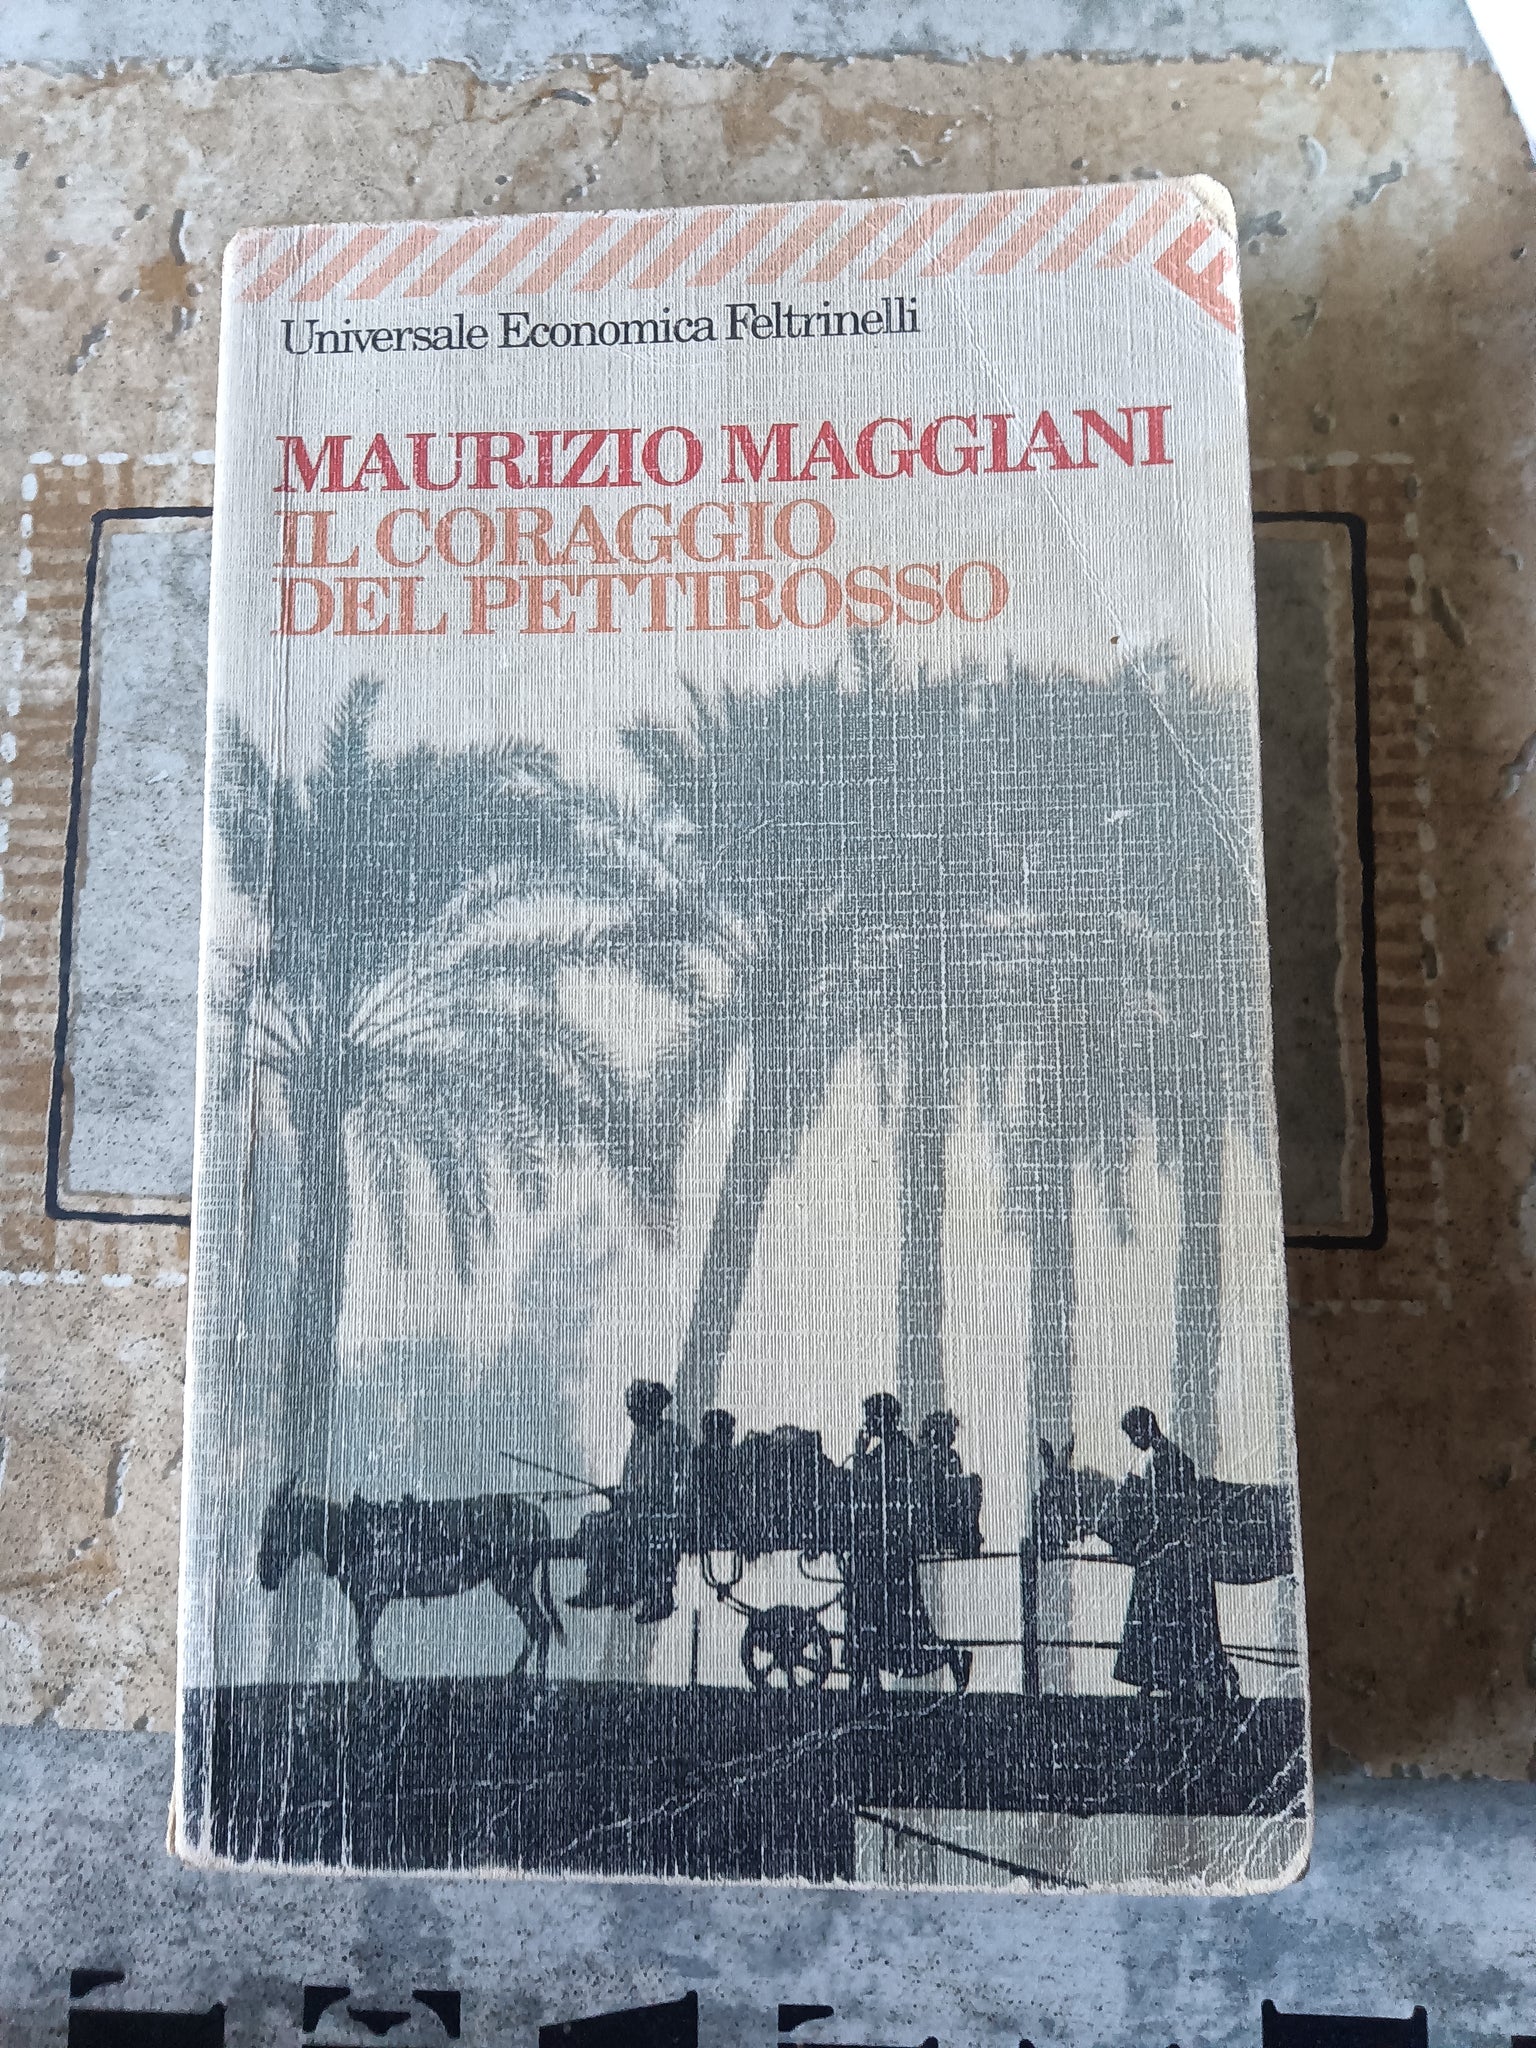 Universale Economica Feltrinelli
MAURIZIO MAGGIANI
IL CORAGGIO
DEL PETTIROSSO